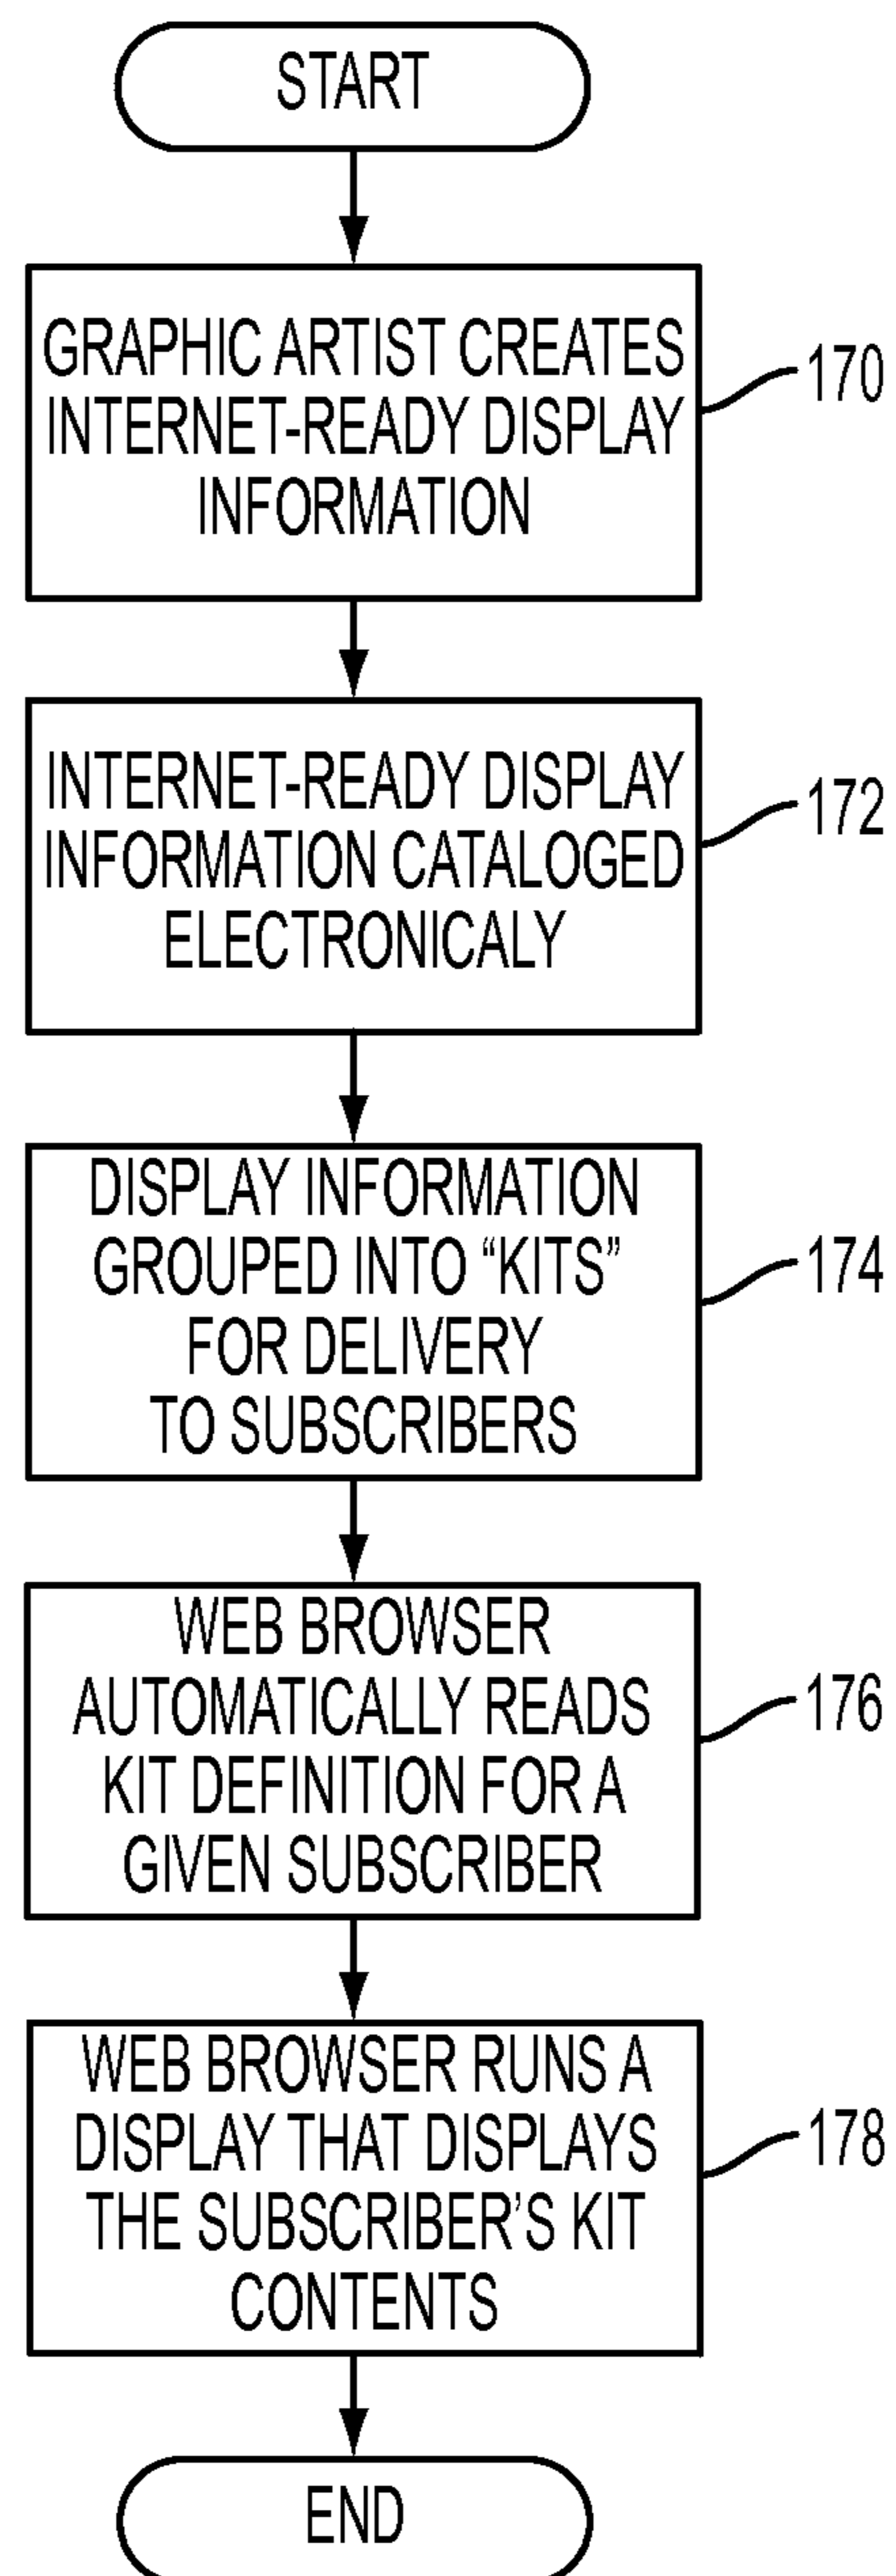 START
GRAPHIC ARTIST CREATES
INTERNET-READY DISPLAY
INFORMATION
170
INTERNET-READY DISPLAY
INFORMATION CATALOGED
ELECTRONICALY
172
DISPLAY INFORMATION
GROUPED INTO “KITS”
FOR DELIVERY
TO SUBSCRIBERS
174
WEB BROWSER
AUTOMATICALLY READS
KIT DEFINITION FOR A
GIVEN SUBSCRIBER
176
WEB BROWSER RUNS A
DISPLAY THAT DISPLAYS
THE SUBSCRIBER’S KIT
CONTENTS
178
END